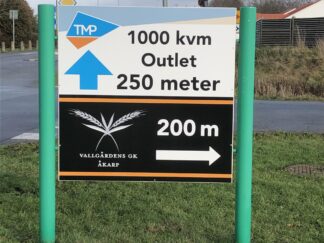 TMP
1000 kvm
Outlet
250 meter
200 m
VALLGÅRDENS GK
ÅKARP